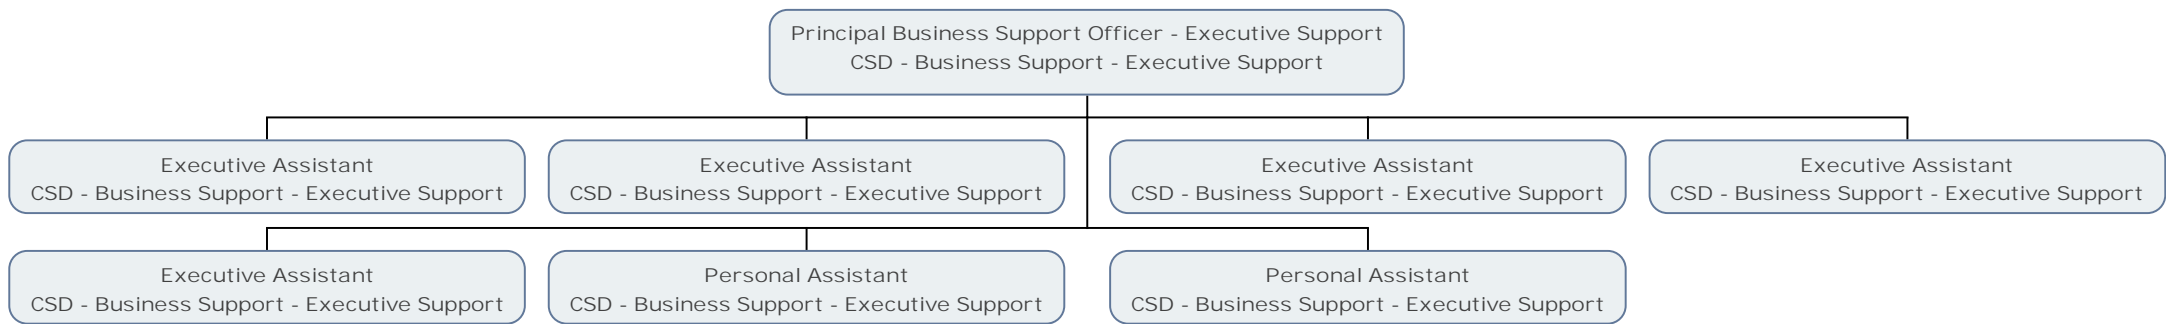 Principal Business Support Officer - Executive Support
CSD - Business Support - Executive Support
Executive Assistant
CSD - Business Support - Executive Support
Executive Assistant
CSD - Business Support - Executive Support
Executive Assistant
CSD - Business Support - Executive Support
Executive Assistant
CSD - Business Support - Executive Support
Executive Assistant
CSD - Business Support - Executive Support
Personal Assistant
CSD - Business Support - Executive Support
Personal Assistant
CSD - Business Support - Executive Support